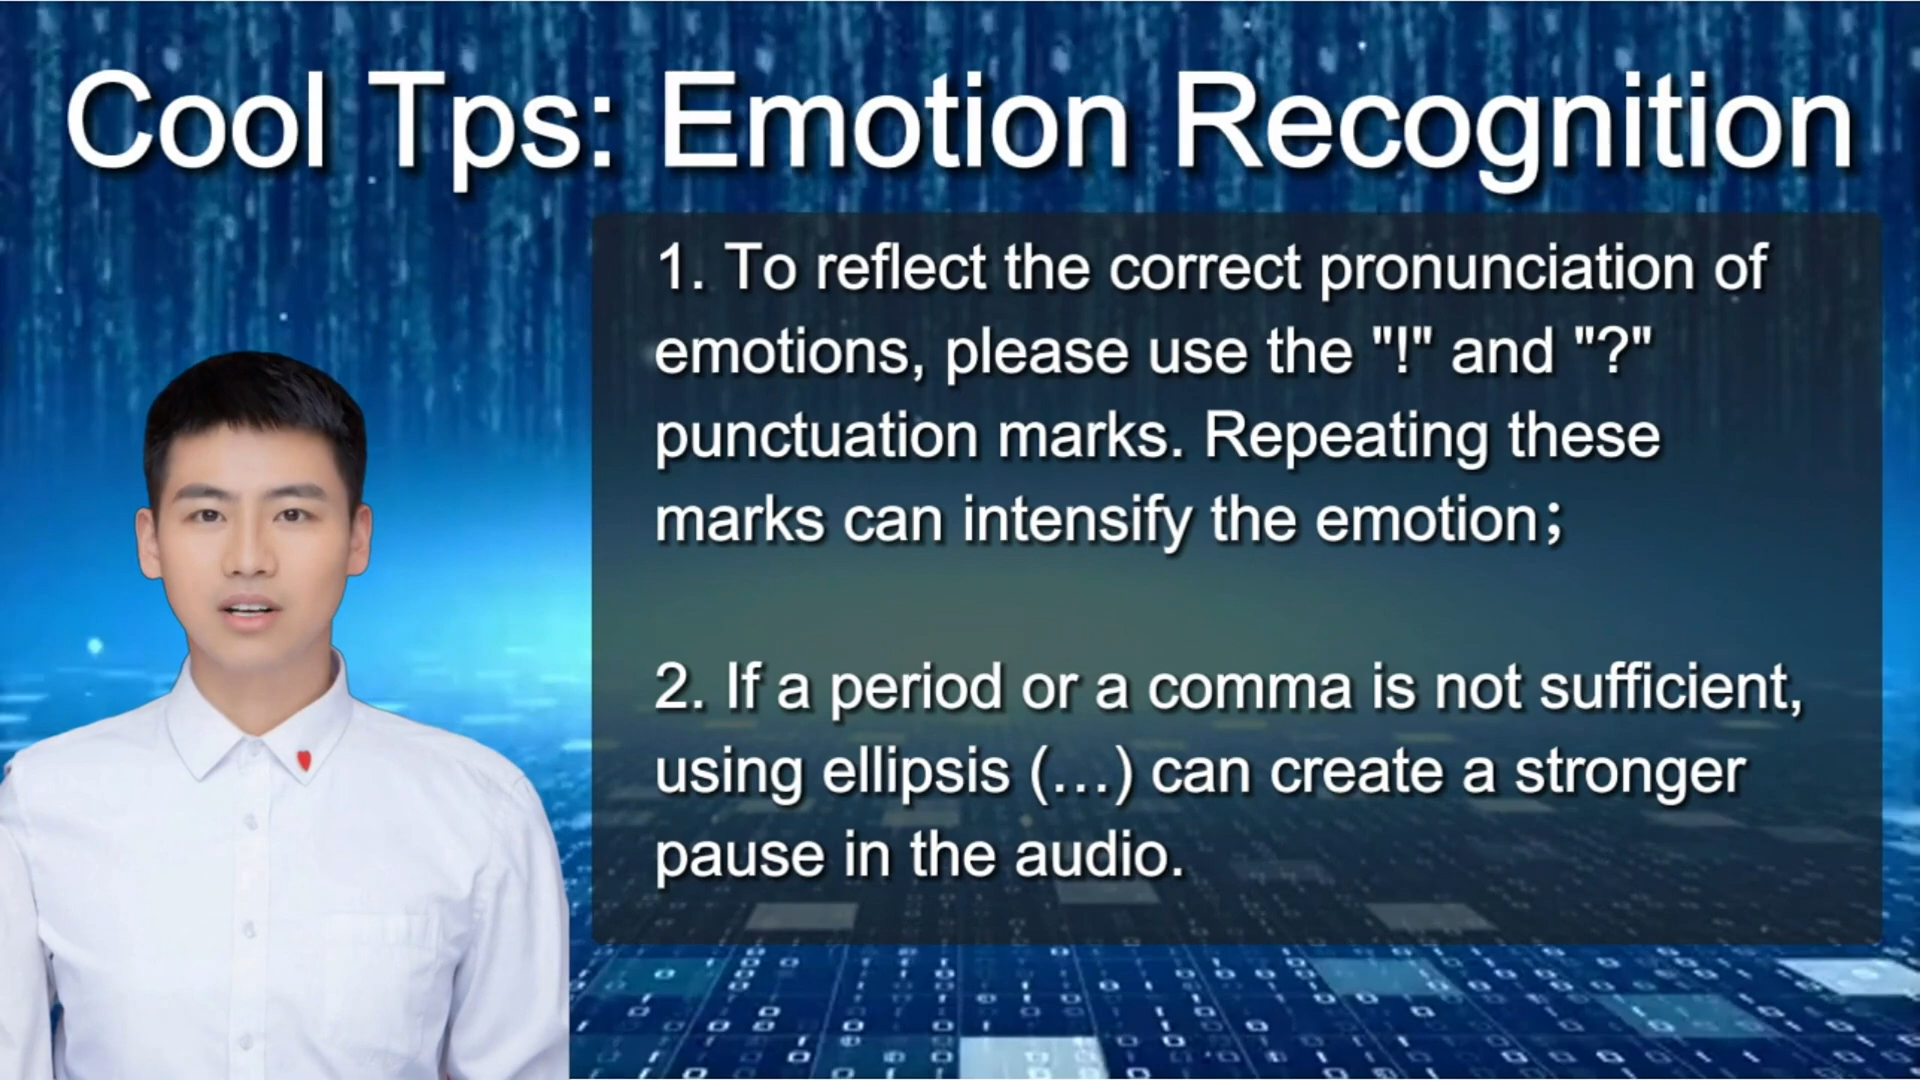 Cool Tps: Emotion Recognition
1. To reflect the correct pronunciation of
emotions, please use the "!" and "?"
punctuation marks. Repeating these
marks can intensify the emotion;
2. If a period or a comma is not sufficient,
using ellipsis (...) can create a stronger
pause in the audio.